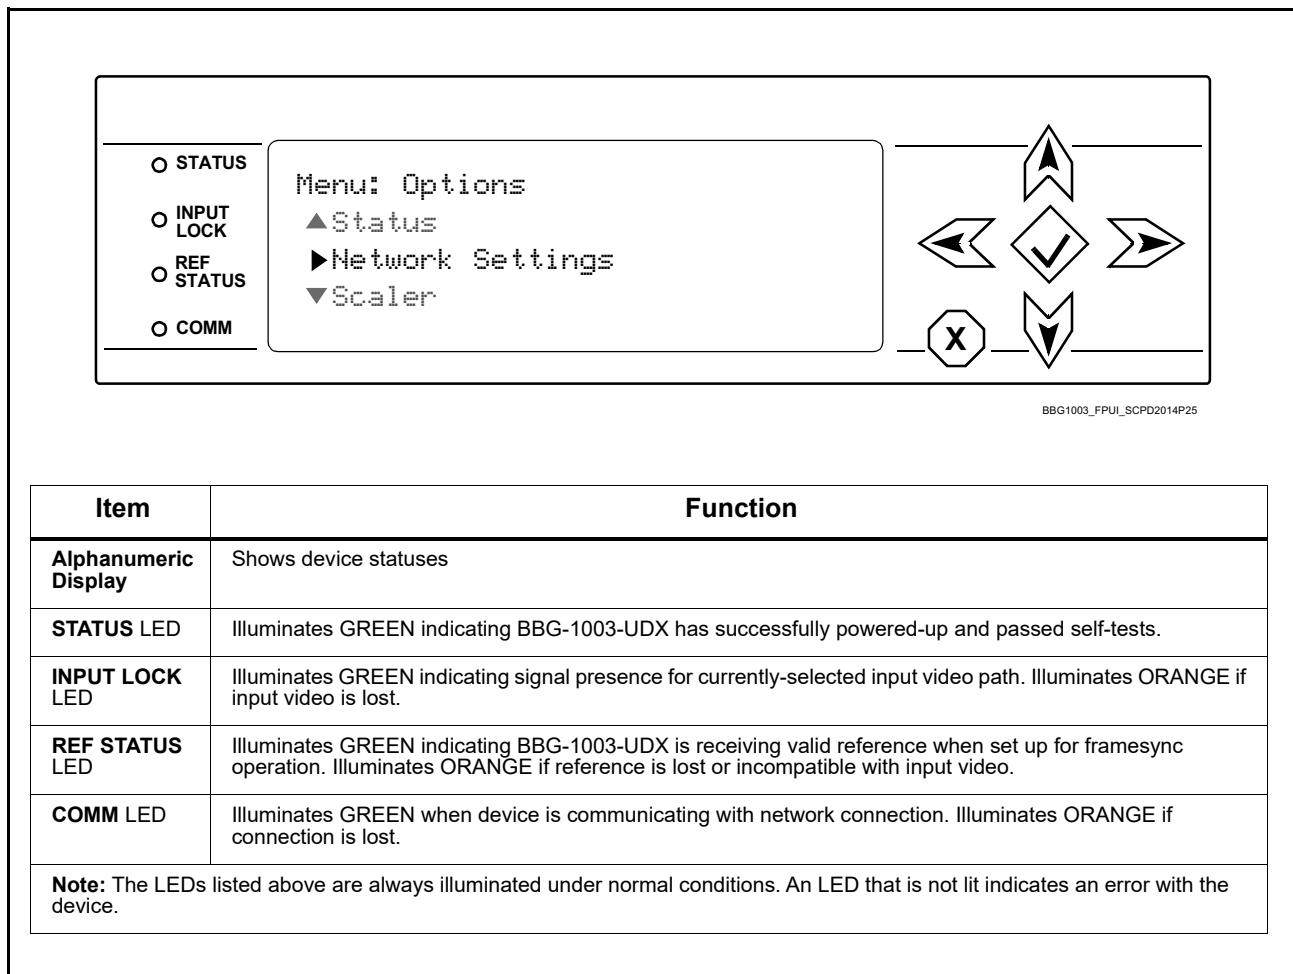 STATUS
INPUT
LOCK
REF
STATUS
COMM
Menu: Options
▲Status
▶Network Settings
▼Scaler
X
BBG1003_FPUI_SCPD2014P25
Item Function
Alphanumeric
Display
Shows device statuses
STATUS LED
Illuminates GREEN indicating BBG-1003-UDX has successfully powered-up and passed self-tests.
INPUT LOCK
LED
Illuminates GREEN indicating signal presence for currently-selected input video path. Illuminates ORANGE if
input video is lost.
REF STATUS
LED
Illuminates GREEN indicating BBG-1003-UDX is receiving valid reference when set up for framesync
operation. Illuminates ORANGE if reference is lost or incompatible with input video.
COMM LED
Illuminates GREEN when device is communicating with network connection. Illuminates ORANGE if
connection is lost.
Note: The LEDs listed above are always illuminated under normal conditions. An LED that is not lit indicates an error with the
device.